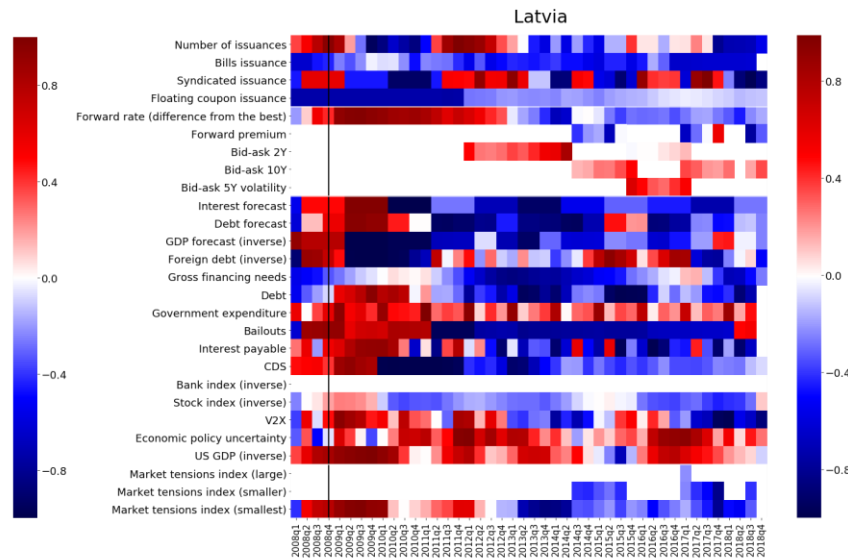 Latvia
Number of issuances
Bills issuance
Syndicated issuance
Floating coupon issuance
Forward rate (difference from the best)
Forward premium
Bid-ask 2Y
Bid-ask 10Y
Bid-ask 5Y volatility
Interest forecast
Debt forecast
GDP forecast (inverse)
Foreign debt (inverse)
Gross financing needs
Debt
Government expenditure
Bailouts
Interest payable
CDS
Bank index (inverse)
Stock index (inverse)
V2X
Economic policy uncertainty
US GDP (inverse)
Market tensions index (large)
Market tensions index (smaller)
Market tensions index (smallest)
0.8
0.4
0.0
−0.4
−0.8
0.8
0.4
0.0
−0.4
−0.8
2008q1
2008q2
2008q3
2008q4
2009q1
2009q2
2009q3
2009q4
2010q1
2010q2
2010q3
2010q4
2011q1
2011q2
2011q3
2011q4
2012q1
2012q2
2012q3
2012q4
2013q1
2013q2
2013q3
2013q4
2014q1
2014q2
2014q3
2014q4
2015q1
2015q2
2015q3
2015q4
2016q1
2016q2
2016q3
2016q4
2017q1
2017q2
2017q3
2017q4
2018q1
2018q2
2018q3
2018q4